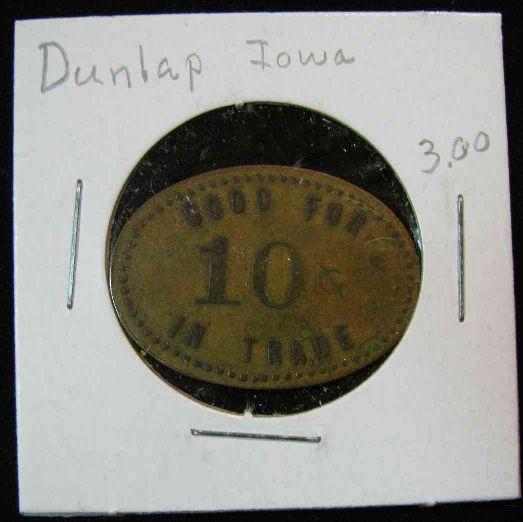 Dunlap Iowa
3.00
GOOD FOR
10¢
IN TRADE